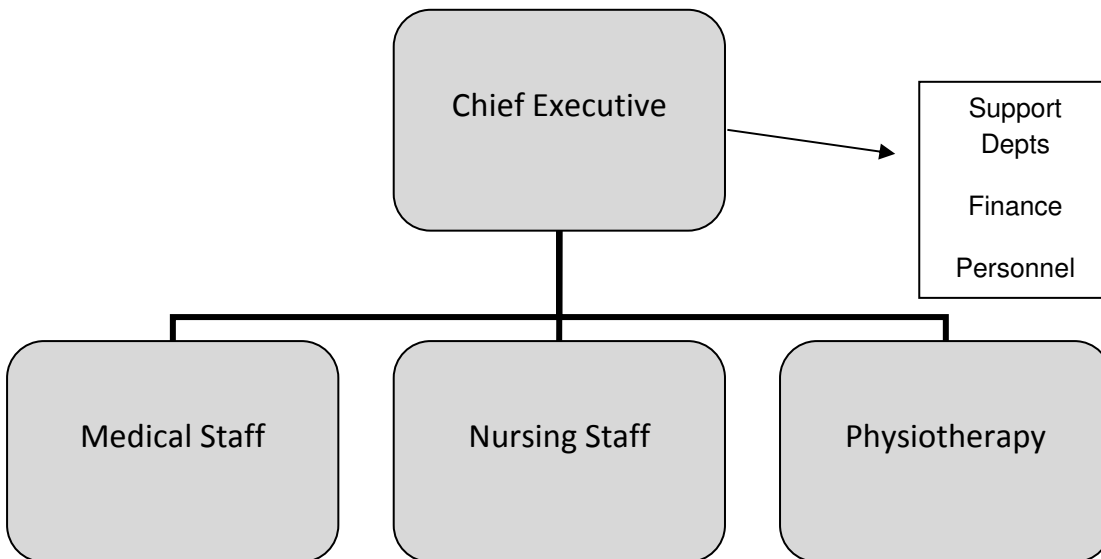 Chief Executive
Support
Depts
Finance
Personnel
Medical Staff
Nursing Staff
Physiotherapy